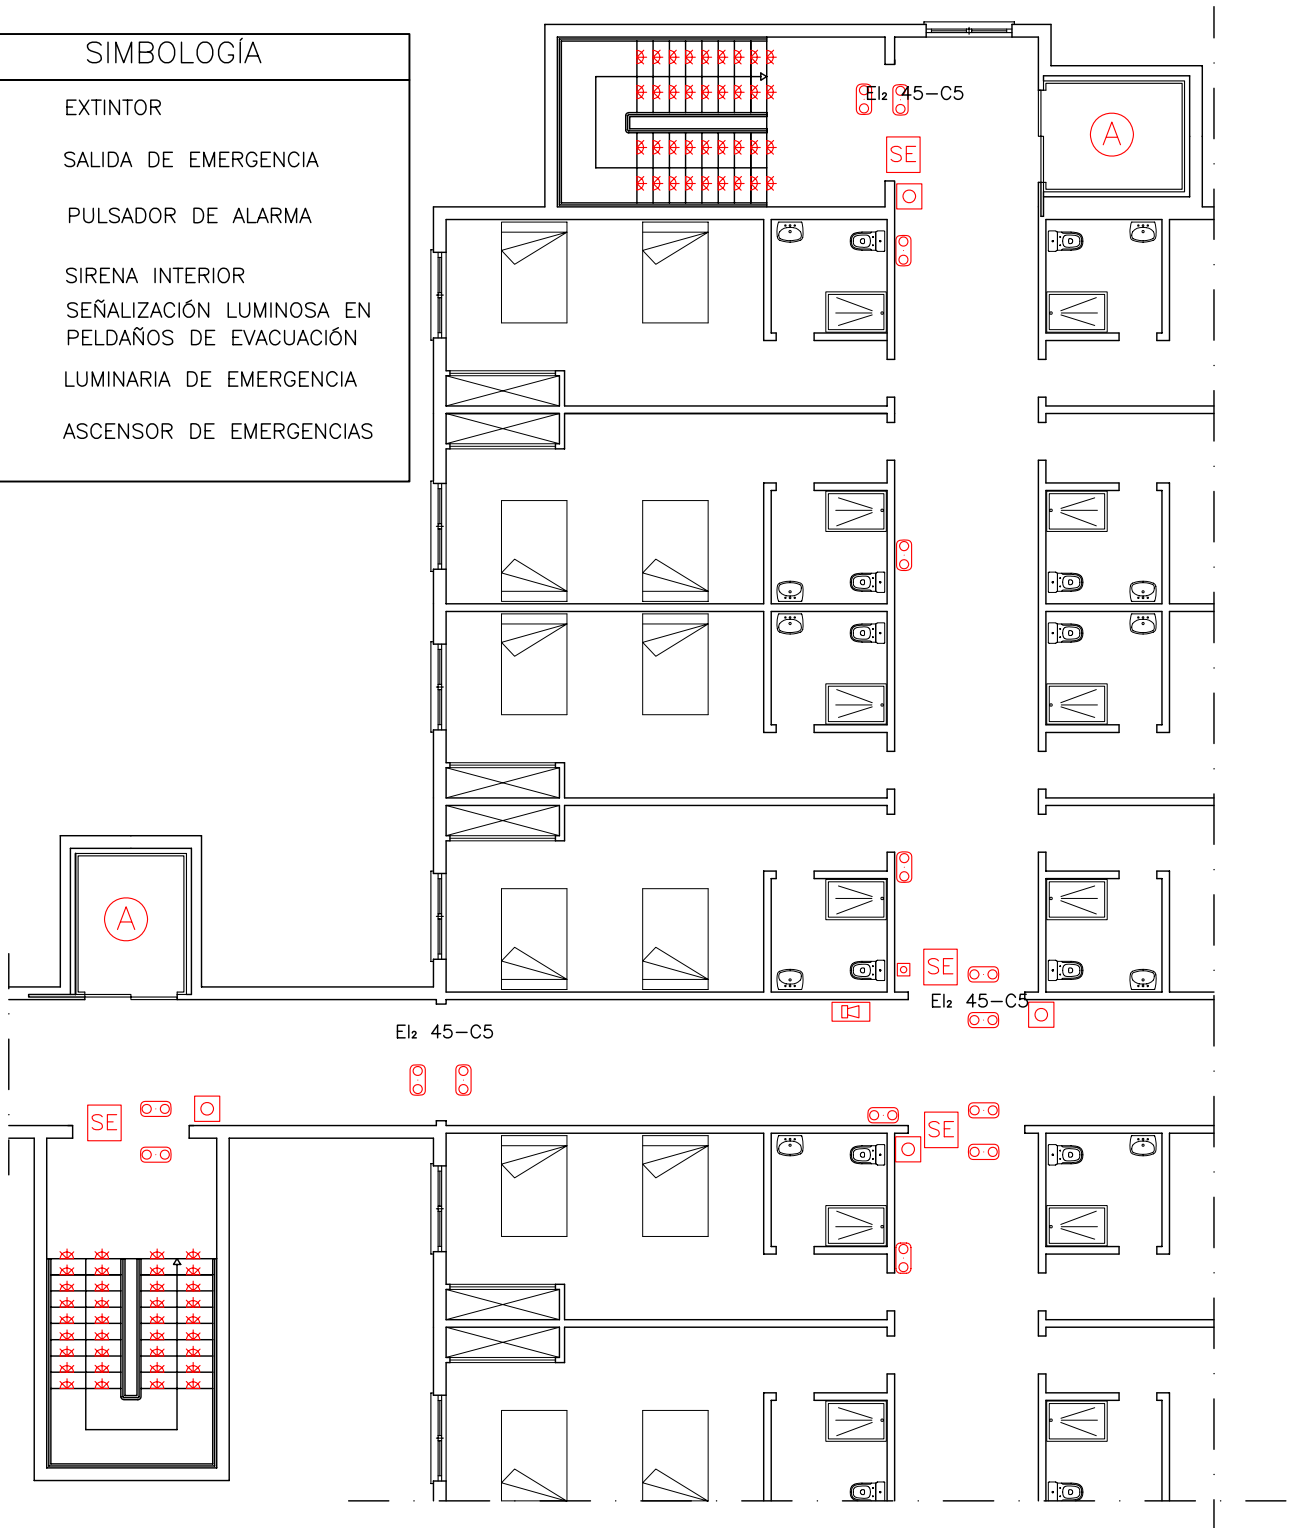 SIMBOLOGÍA
EXTINTOR
SALIDA DE EMERGENCIA
PULSADOR DE ALARMA
SIRENA INTERIOR
SEÑALIZACIÓN LUMINOSA EN
PELDAÑOS DE EVACUACIÓN
LUMINARIA DE EMERGENCIA
ASCENSOR DE EMERGENCIAS
EI₂ 45-C5
A
SE
A
SE
EI₂ 45-C5
EI₂ 45-C5
SE
SE